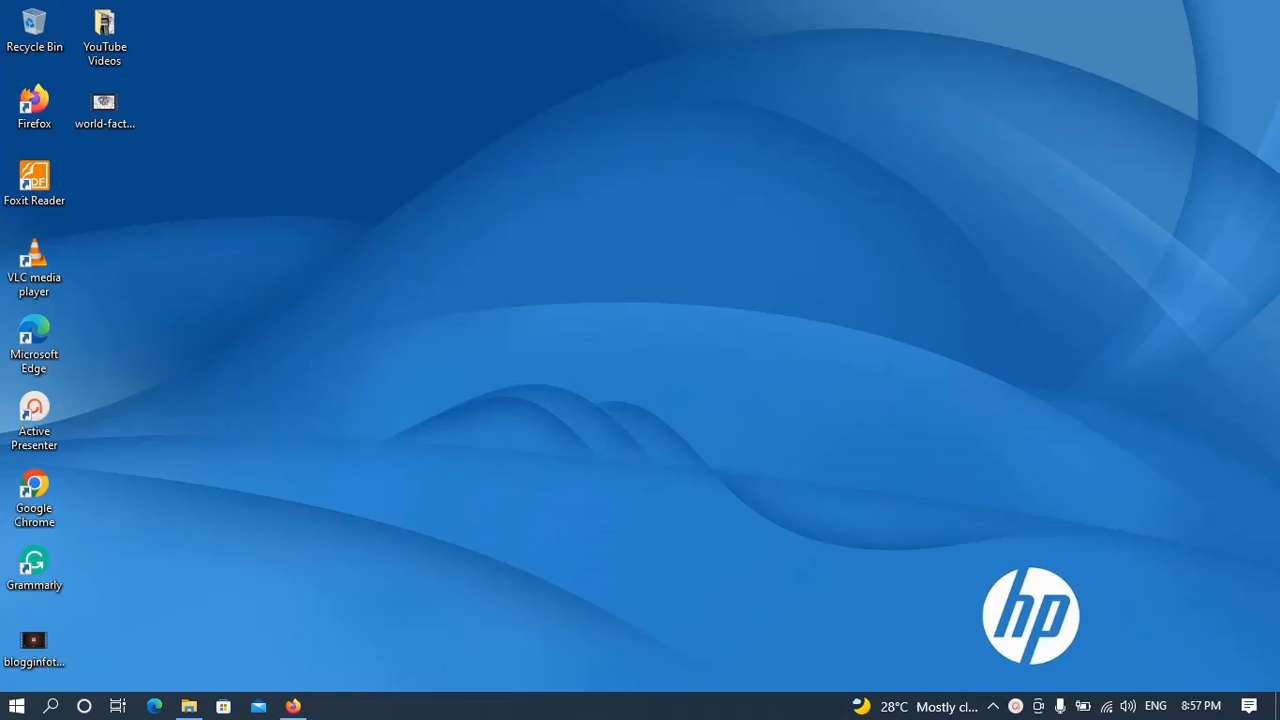 Recycle Bin
YouTube
Videos
Firefox
world-fact...
Foxit Reader
VLC media
player
Microsoft
Edge
Active
Presenter
Google
Chrome
Grammarly
blogginfot...
hp
28°C Mostly cl... ENG 8:57 PM